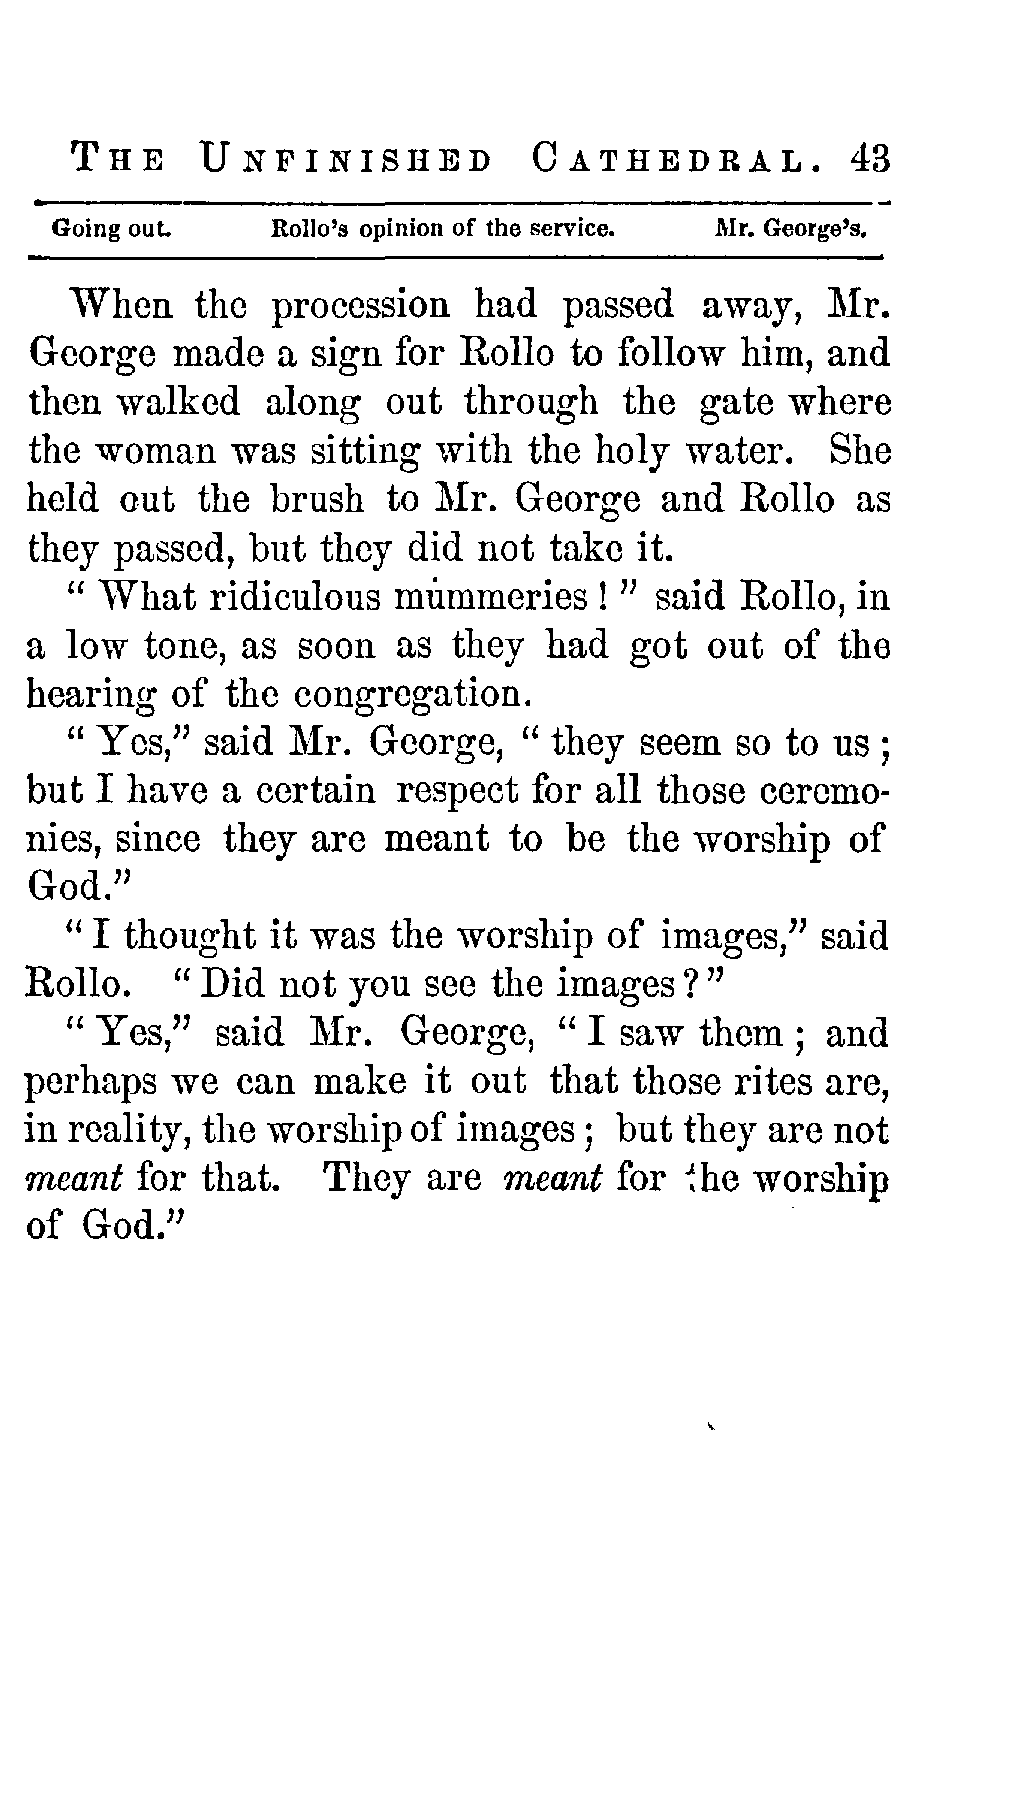 The Unfinished Cathedral. 43
Going out. Rollo's opinion of the service. Mr. George's.
When the procession had passed away, Mr.
George made a sign for Rollo to follow him, and
then walked along out through the gate where
the woman was sitting with the holy water. She
held out the brush to Mr. George and Rollo as
they passed, but they did not take it.
“ What ridiculous mummeries ! ” said Rollo, in
a low tone, as soon as they had got out of the
hearing of the congregation.
“ Yes,” said Mr. George, “ they seem so to us ;
but I have a certain respect for all those ceremo-
nies, since they are meant to be the worship of
God.”
“ I thought it was the worship of images,” said
Rollo. “ Did not you see the images ? ”
“ Yes,” said Mr. George, “ I saw them ; and
perhaps we can make it out that those rites are,
in reality, the worship of images ; but they are not
meant for that. They are meant for the worship
of God.”